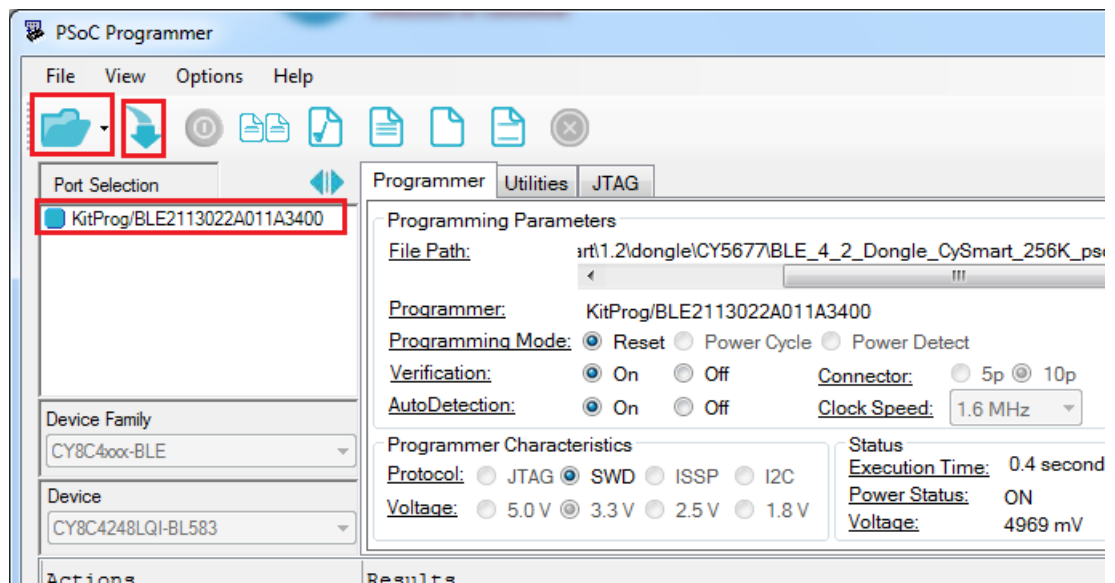 PSoC Programmer
File View Options Help
Port Selection
KitProg/BLE2113022A011A3400
Device Family
CY8C4xxx-BLE
Device
CY8C4248LQI-BL583
Programmer Utilities JTAG
Programming Parameters
File Path: art\1.2\dongle\CY5677\BLE_4_2_Dongle_CySmart_256K_pso
Programmer: KitProg/BLE2113022A011A3400
Programming Mode: Reset Power Cycle Power Detect
Verification: On Off Connector: 5p 10p
AutoDetection: On Off Clock Speed: 1.6 MHz
Programmer Characteristics
Protocol: JTAG SWD ISSP I2C
Voltage: 5.0 V 3.3 V 2.5 V 1.8 V
Status
Execution Time: 0.4 second
Power Status: ON
Voltage: 4969 mV
Actions Results